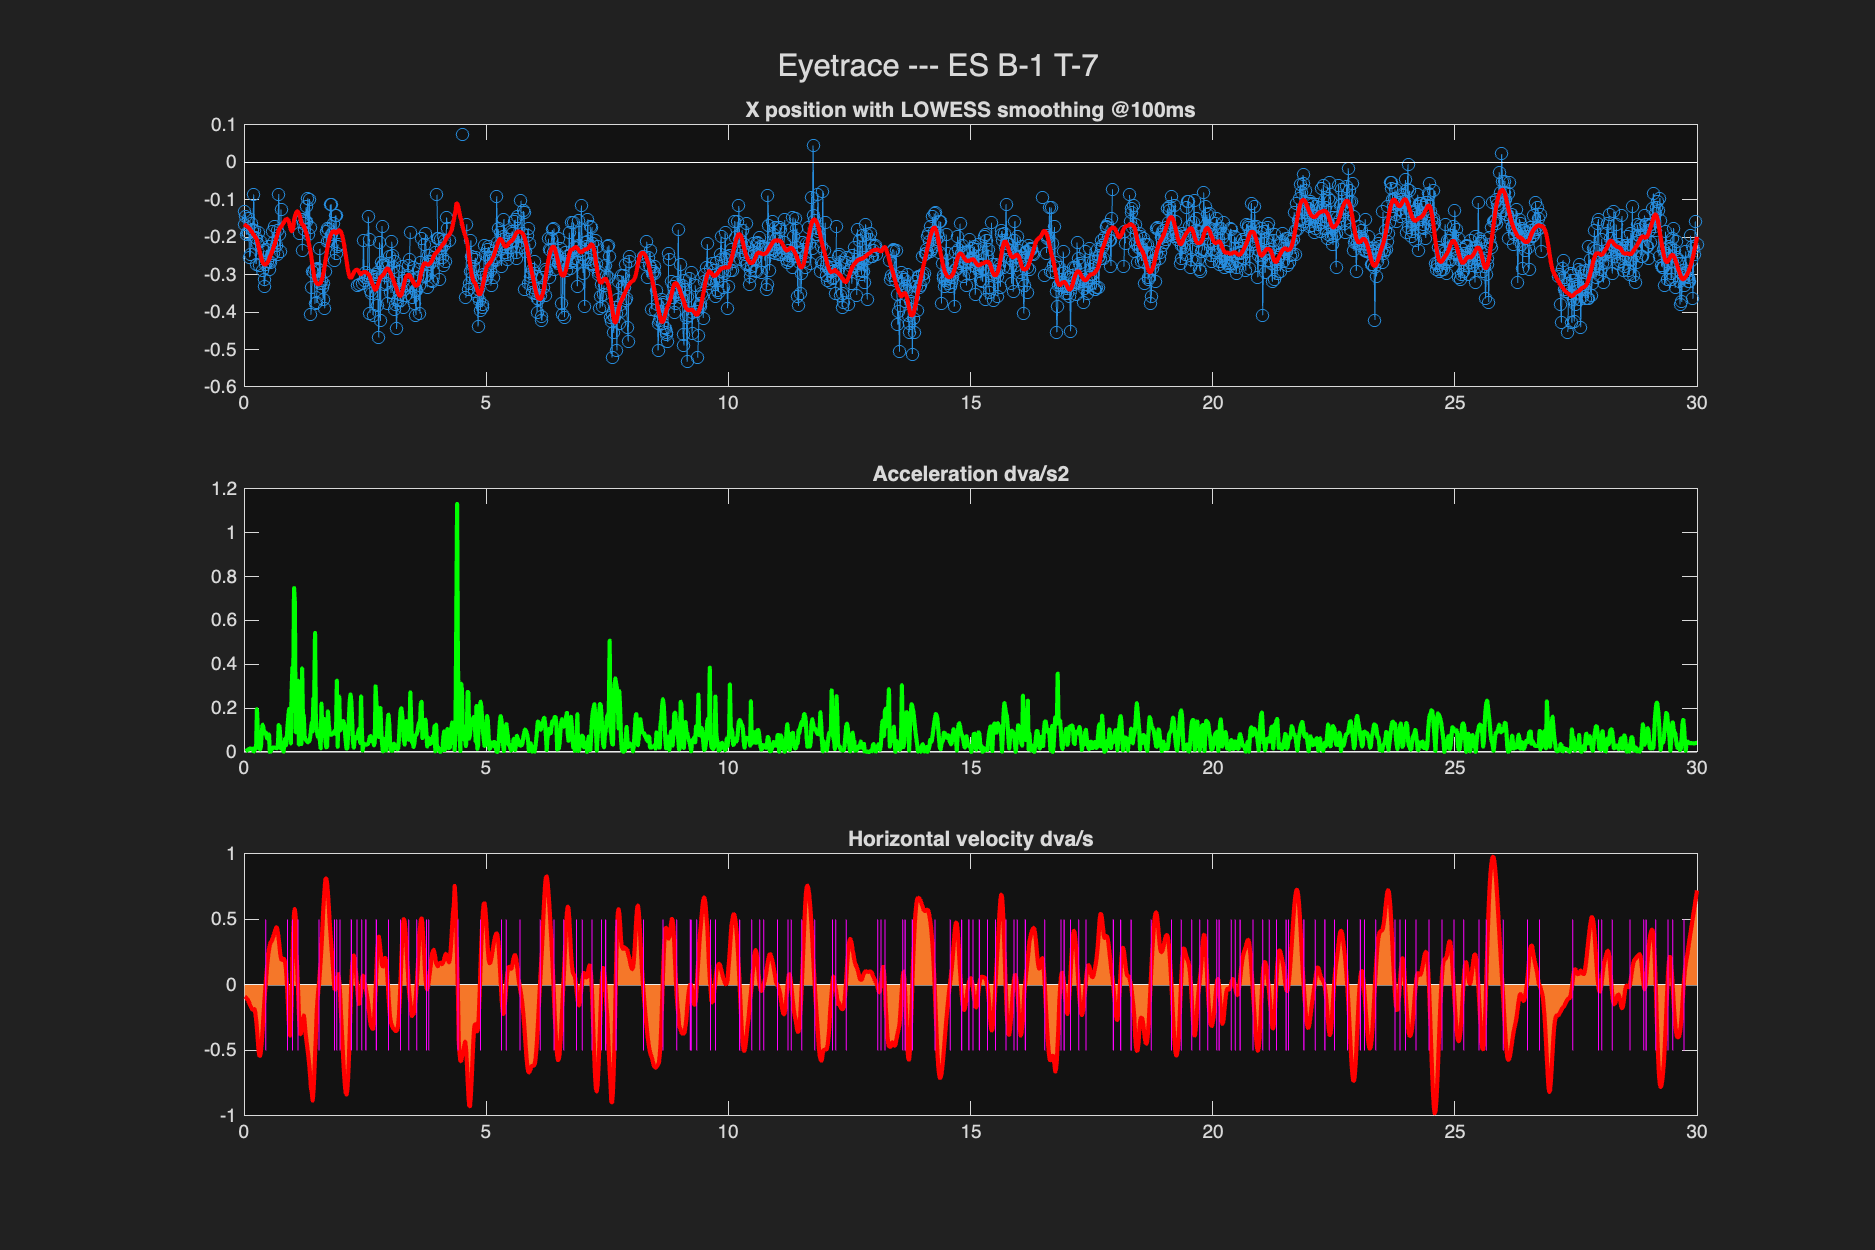 Eyetrace --- ES B-1 T-7
X position with LOWESS smoothing @100ms
0.1
0
-0.1
-0.2
-0.3
-0.4
-0.5
-0.6
0 5 10 15 20 25 30
Acceleration dva/s2
1.2
1
0.8
0.6
0.4
0.2
0
0 5 10 15 20 25 30
Horizontal velocity dva/s
1
0.5
0
-0.5
-1
0 5 10 15 20 25 30